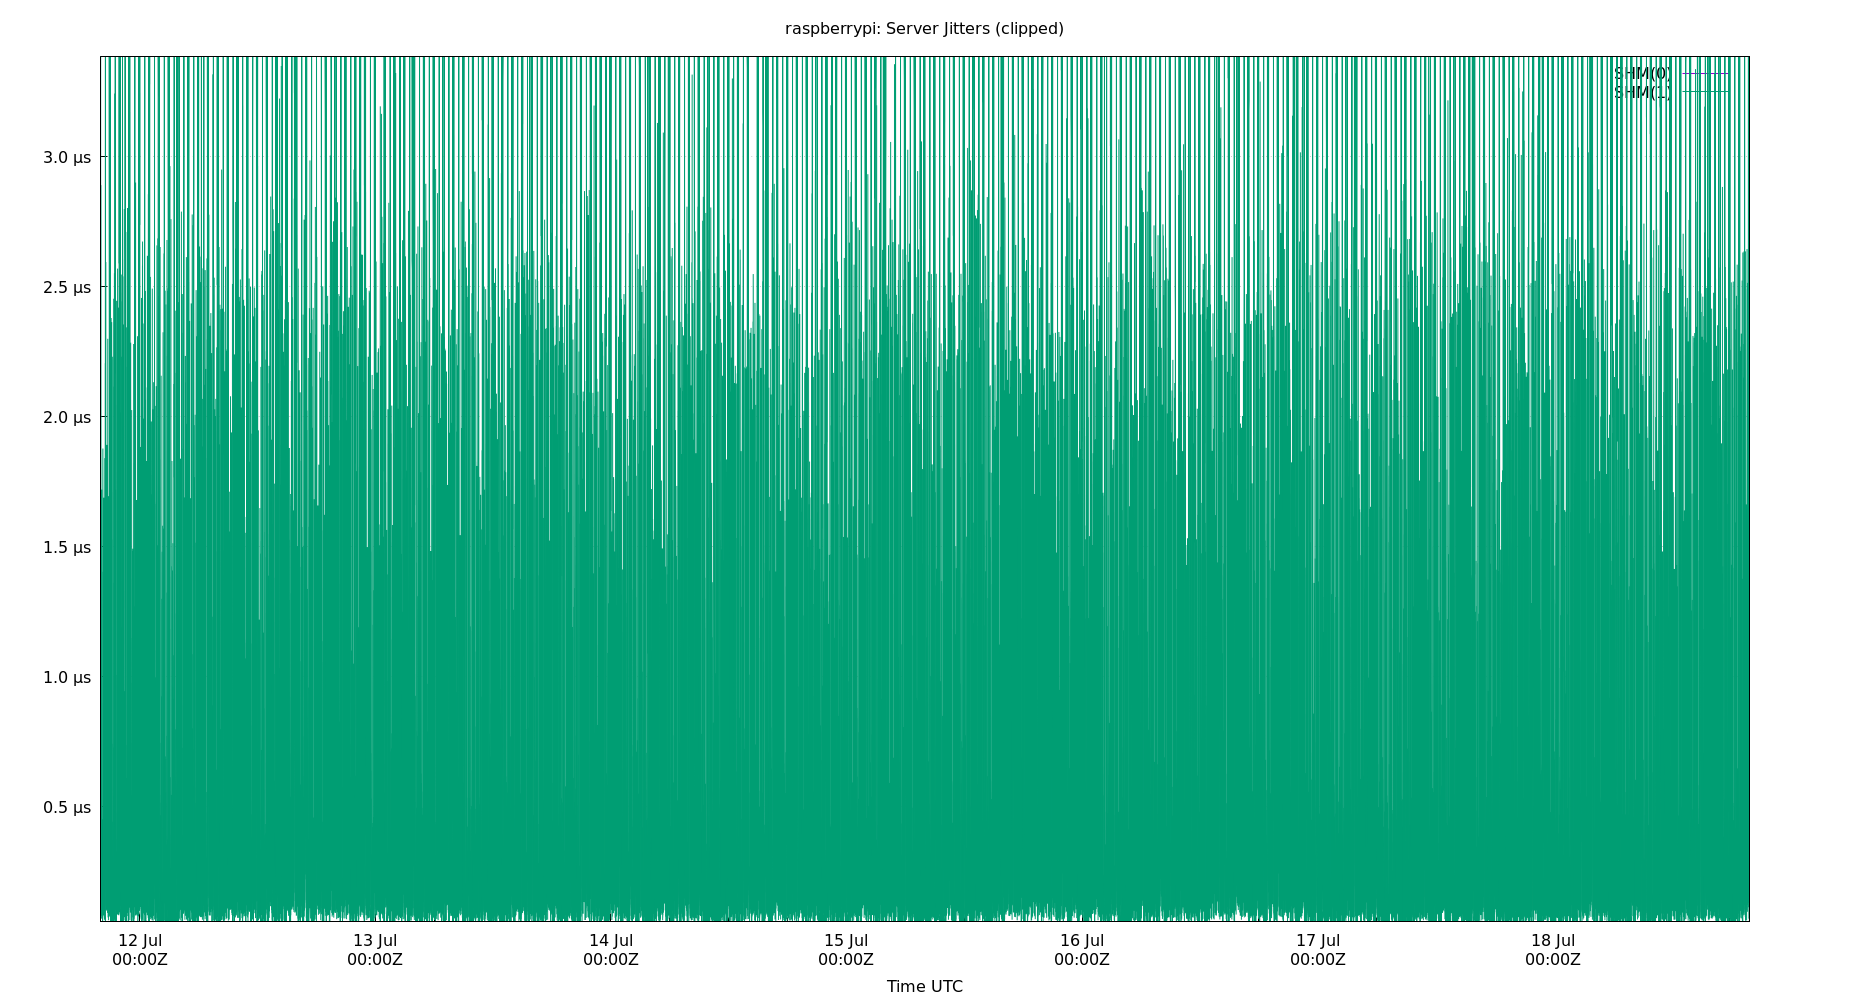 raspberrypi: Server Jitters (clipped)
SHM(0)
SHM(1)
3.0 µs
2.5 µs
2.0 µs
1.5 µs
1.0 µs
0.5 µs
12 Jul 13 Jul 14 Jul 15 Jul 16 Jul 17 Jul 18 Jul
00:00Z 00:00Z 00:00Z 00:00Z 00:00Z 00:00Z 00:00Z
Time UTC